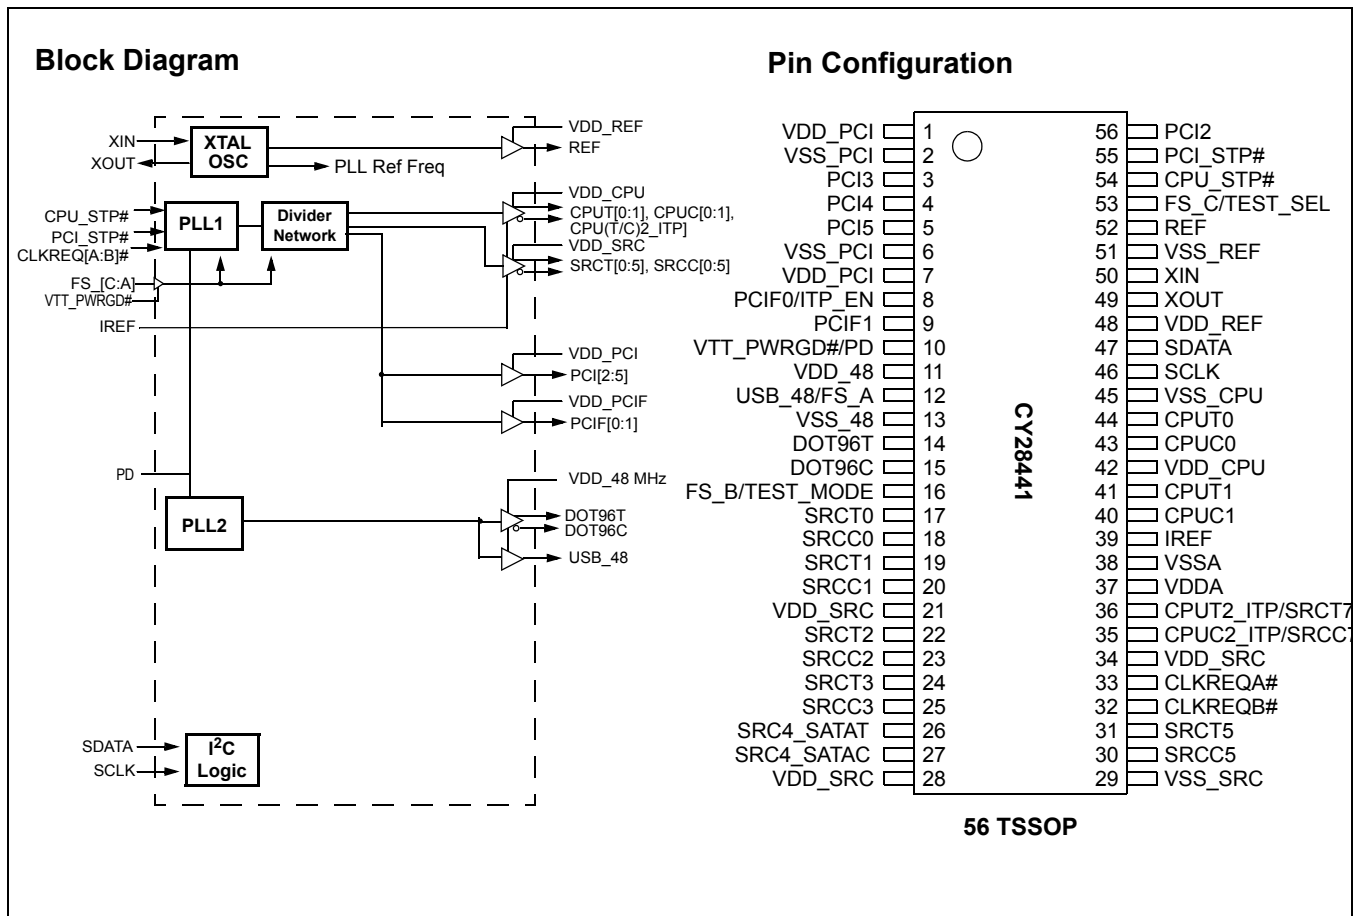 Block Diagram
XIN
XOUT
XTAL
OSC
VDD_REF
REF
PLL Ref Freq
CPU_STP#
PCI_STP#
CLKREQ[A:B]#
FS_[C:A]
VTT_PWRGD#
IREF
PLL1
Divider
Network
VDD_CPU
CPUT[0:1], CPUC[0:1],
CPU(T/C)2_ITP]
VDD_SRC
SRCT[0:5], SRCC[0:5]
VDD_PCI
PCI[2:5]
VDD_PCIF
PCIF[0:1]
PD
PLL2
VDD_48 MHz
DOT96T
DOT96C
USB_48
SDATA
SCLK
I2C
Logic
Pin Configuration
VDD_PCI 1
VSS_PCI 2
PCI3 3
PCI4 4
PCI5 5
VSS_PCI 6
VDD_PCI 7
PCIF0/ITP_EN 8
PCIF1 9
VTT_PWRGD#/PD 10
VDD_48 11
USB_48/FS_A 12
VSS_48 13
DOT96T 14
DOT96C 15
FS_B/TEST_MODE 16
SRCT0 17
SRCC0 18
SRCT1 19
SRCC1 20
VDD_SRC 21
SRCT2 22
SRCC2 23
SRCT3 24
SRCC3 25
SRC4_SATAT 26
SRC4_SATAC 27
VDD_SRC 28
CY28441
56 PCI2
55 PCI_STP#
54 CPU_STP#
53 FS_C/TEST_SEL
52 REF
51 VSS_REF
50 XIN
49 XOUT
48 VDD_REF
47 SDATA
46 SCLK
45 VSS_CPU
44 CPUT0
43 CPUC0
42 VDD_CPU
41 CPUT1
40 CPUC1
39 IREF
38 VSSA
37 VDDA
36 CPUT2_ITP/SRCT7
35 CPUC2_ITP/SRCC7
34 VDD_SRC
33 CLKREQA#
32 CLKREQB#
31 SRCT5
30 SRCC5
29 VSS_SRC
56 TSSOP